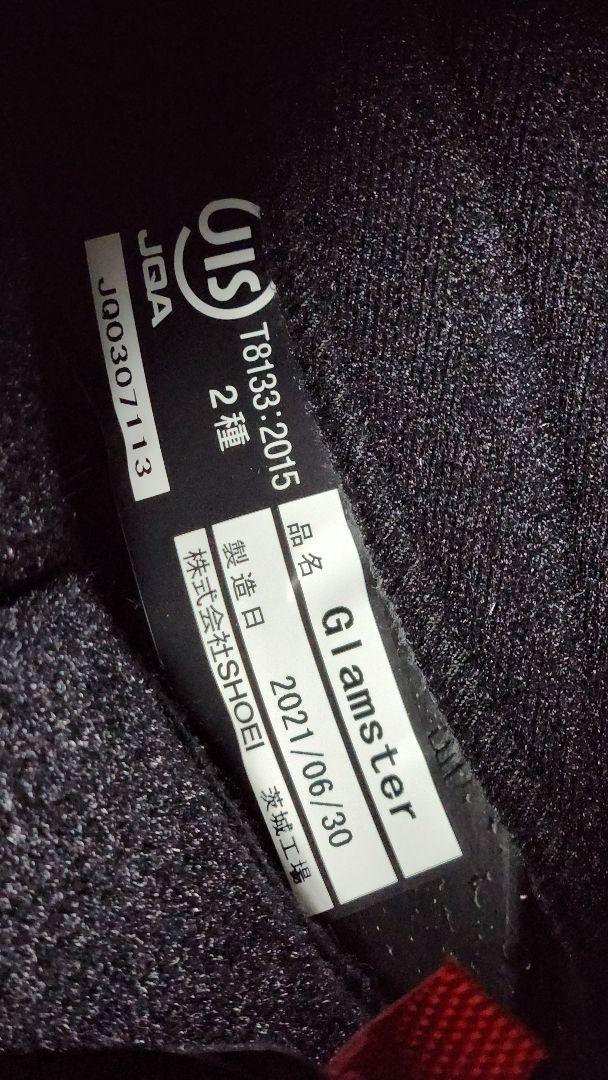 JIS
JQA
T8133:2015
2種
JQ0307113
品名 Glamster
製造日 2021/06/30
株式会社SHOEI 茨城工場